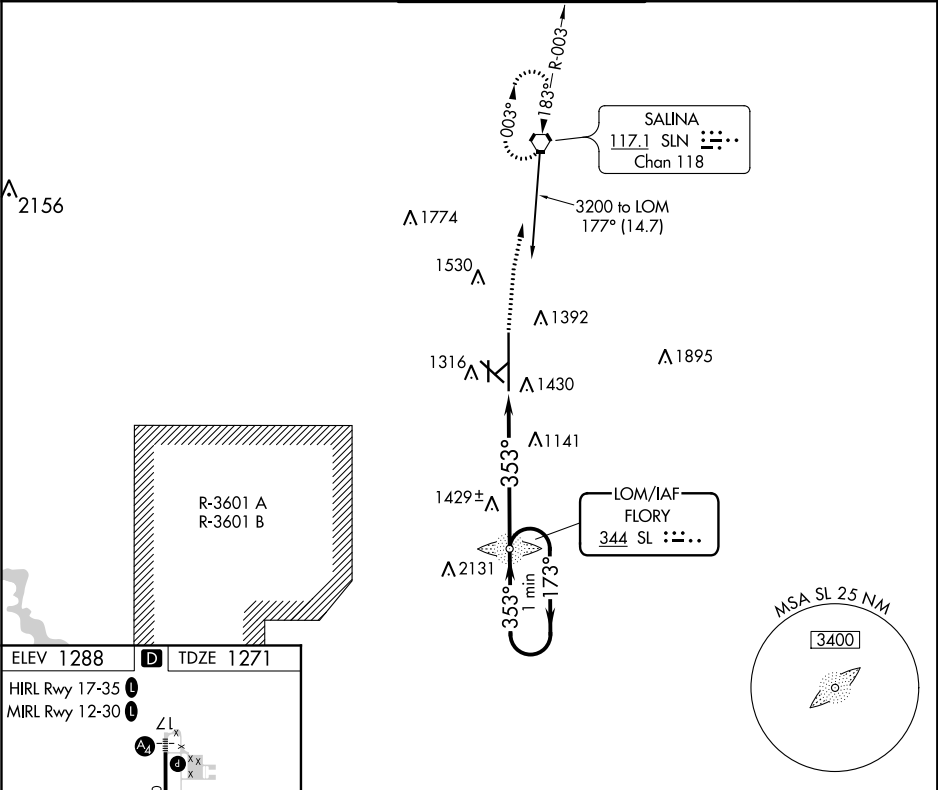 R-003
183°
003°
SALINA
117.1 SLN
Chan 118
2156
1774
3200 to LOM
177° (14.7)
1530
1392
1316
1895
1430
353°
1141
R-3601 A
R-3601 B
1429±
LOM/IAF
FLORY
344 SL
2131
353°
1 min
173°
MSA SL 25 NM
3400
ELEV 1288
D
TDZE 1271
HIRL Rwy 17-35 L
MIRL Rwy 12-30 L
17
A4
P